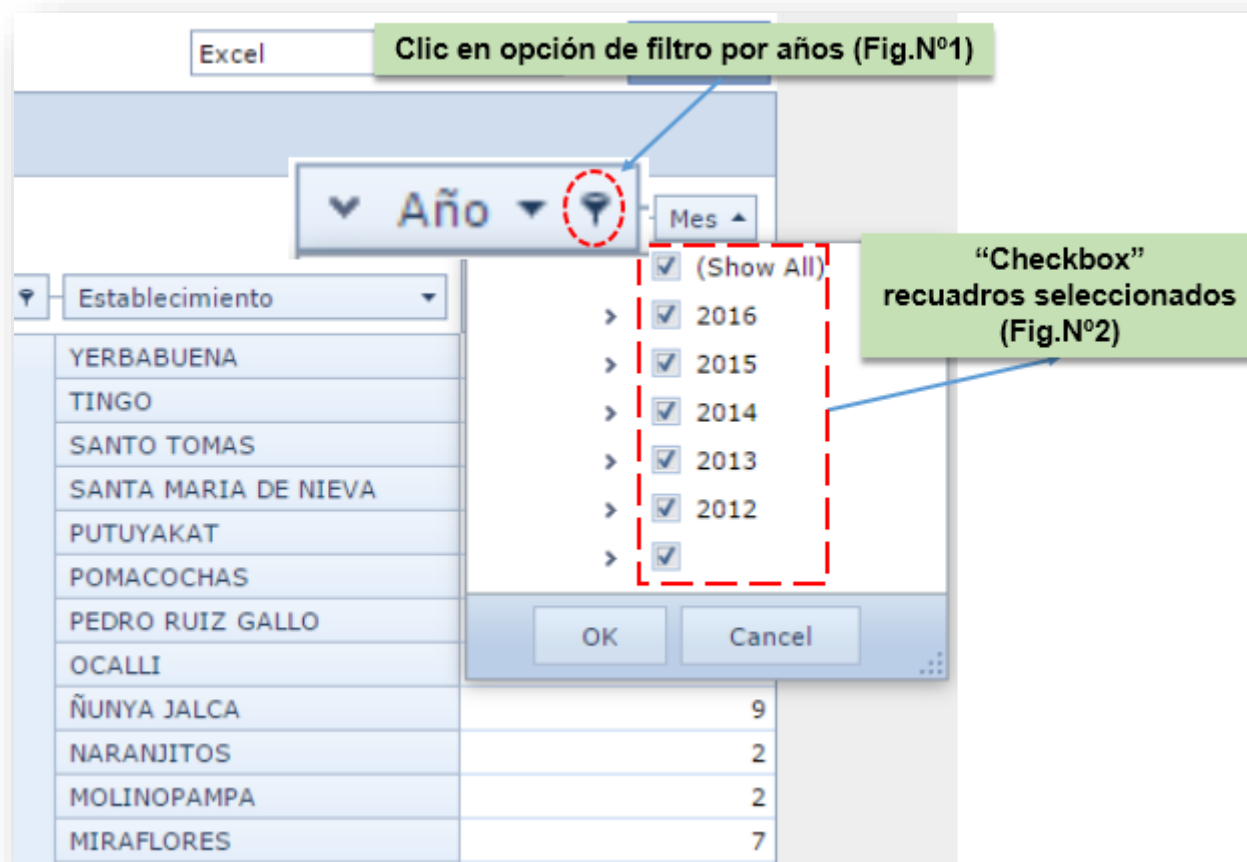 Excel
Clic en opción de filtro por años (Fig.Nº1)
Año
Mes
Establecimiento
(Show All)
2016
2015
2014
2013
2012
“Checkbox”
recuadros seleccionados
(Fig.Nº2)
OK Cancel
YERBABUENA
TINGO
SANTO TOMAS
SANTA MARIA DE NIEVA
PUTUYAKAT
POMACOCHAS
PEDRO RUIZ GALLO
OCALLI
ÑUNYA JALCA 9
NARANJITOS 2
MOLINOPAMPA 2
MIRAFLORES 7